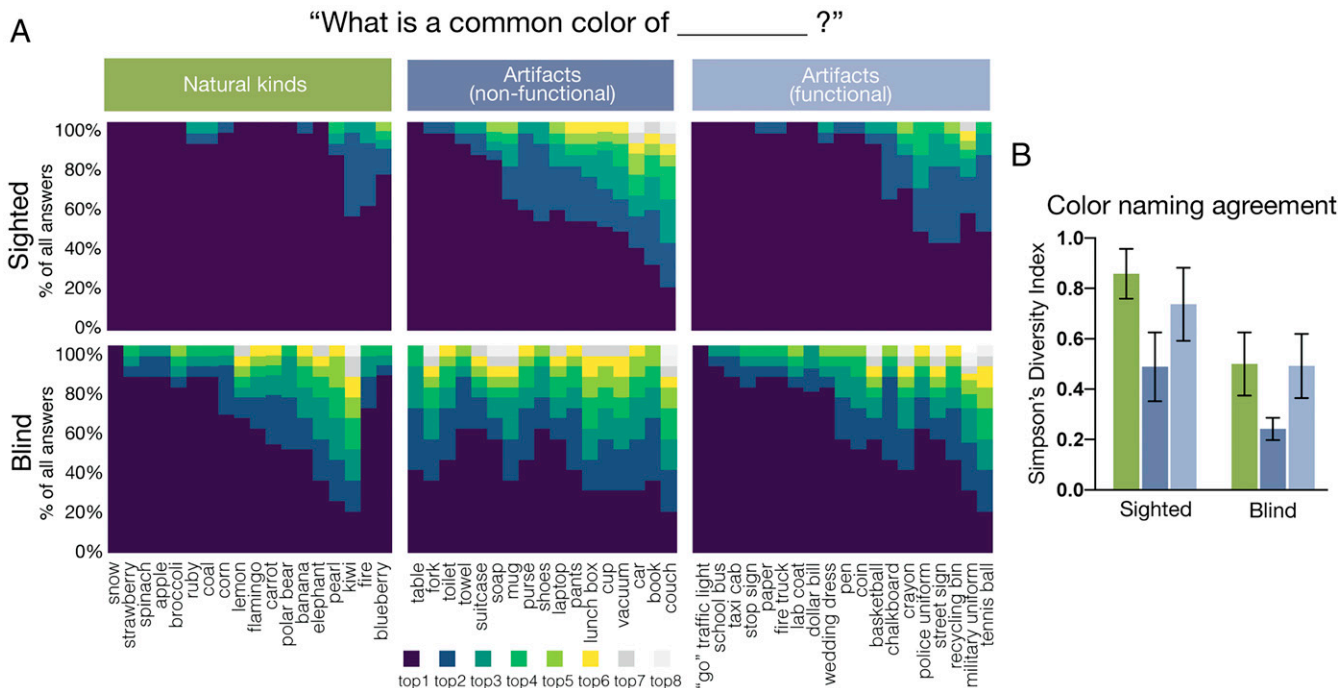 A
“What is a common color of ________ ?”
Natural kinds
Artifacts
(non-functional)
Artifacts
(functional)
Sighted
% of all answers
100%
80%
60%
40%
20%
0%
Blind
% of all answers
100%
80%
60%
40%
20%
0%
snow
strawberry
spinach
apple
broccoli
ruby
coal
corn
lemon
flamingo
carrot
polar bear
banana
elephant
pearl
kiwi
fire
blueberry
table
fork
toilet
towel
suitcase
soap
mug
purse
shoes
laptop
pants
lunch box
cup
vacuum
car
book
couch
“go” traffic light
school bus
taxi cab
stop sign
paper
fire truck
lab coat
dollar bill
wedding dress
pen
coin
basketball
chalkboard
crayon
police uniform
street sign
recycling bin
military uniform
tennis ball
top1 top2 top3 top4 top5 top6 top7 top8
B
Color naming agreement
Simpson's Diversity Index
1.0
0.8
0.6
0.4
0.2
0.0
Sighted Blind